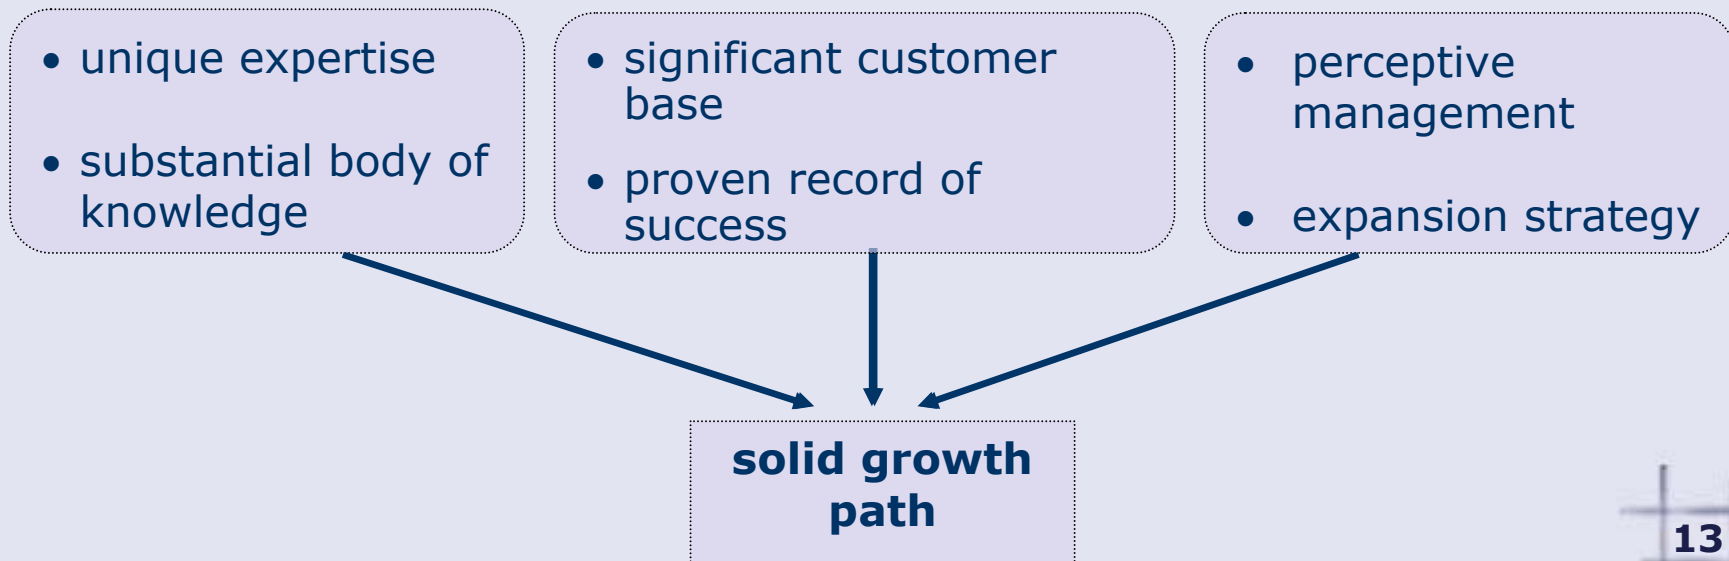 • unique expertise
• substantial body of
knowledge
• significant customer
base
• proven record of
success
• perceptive
management
• expansion strategy
solid growth
path
13